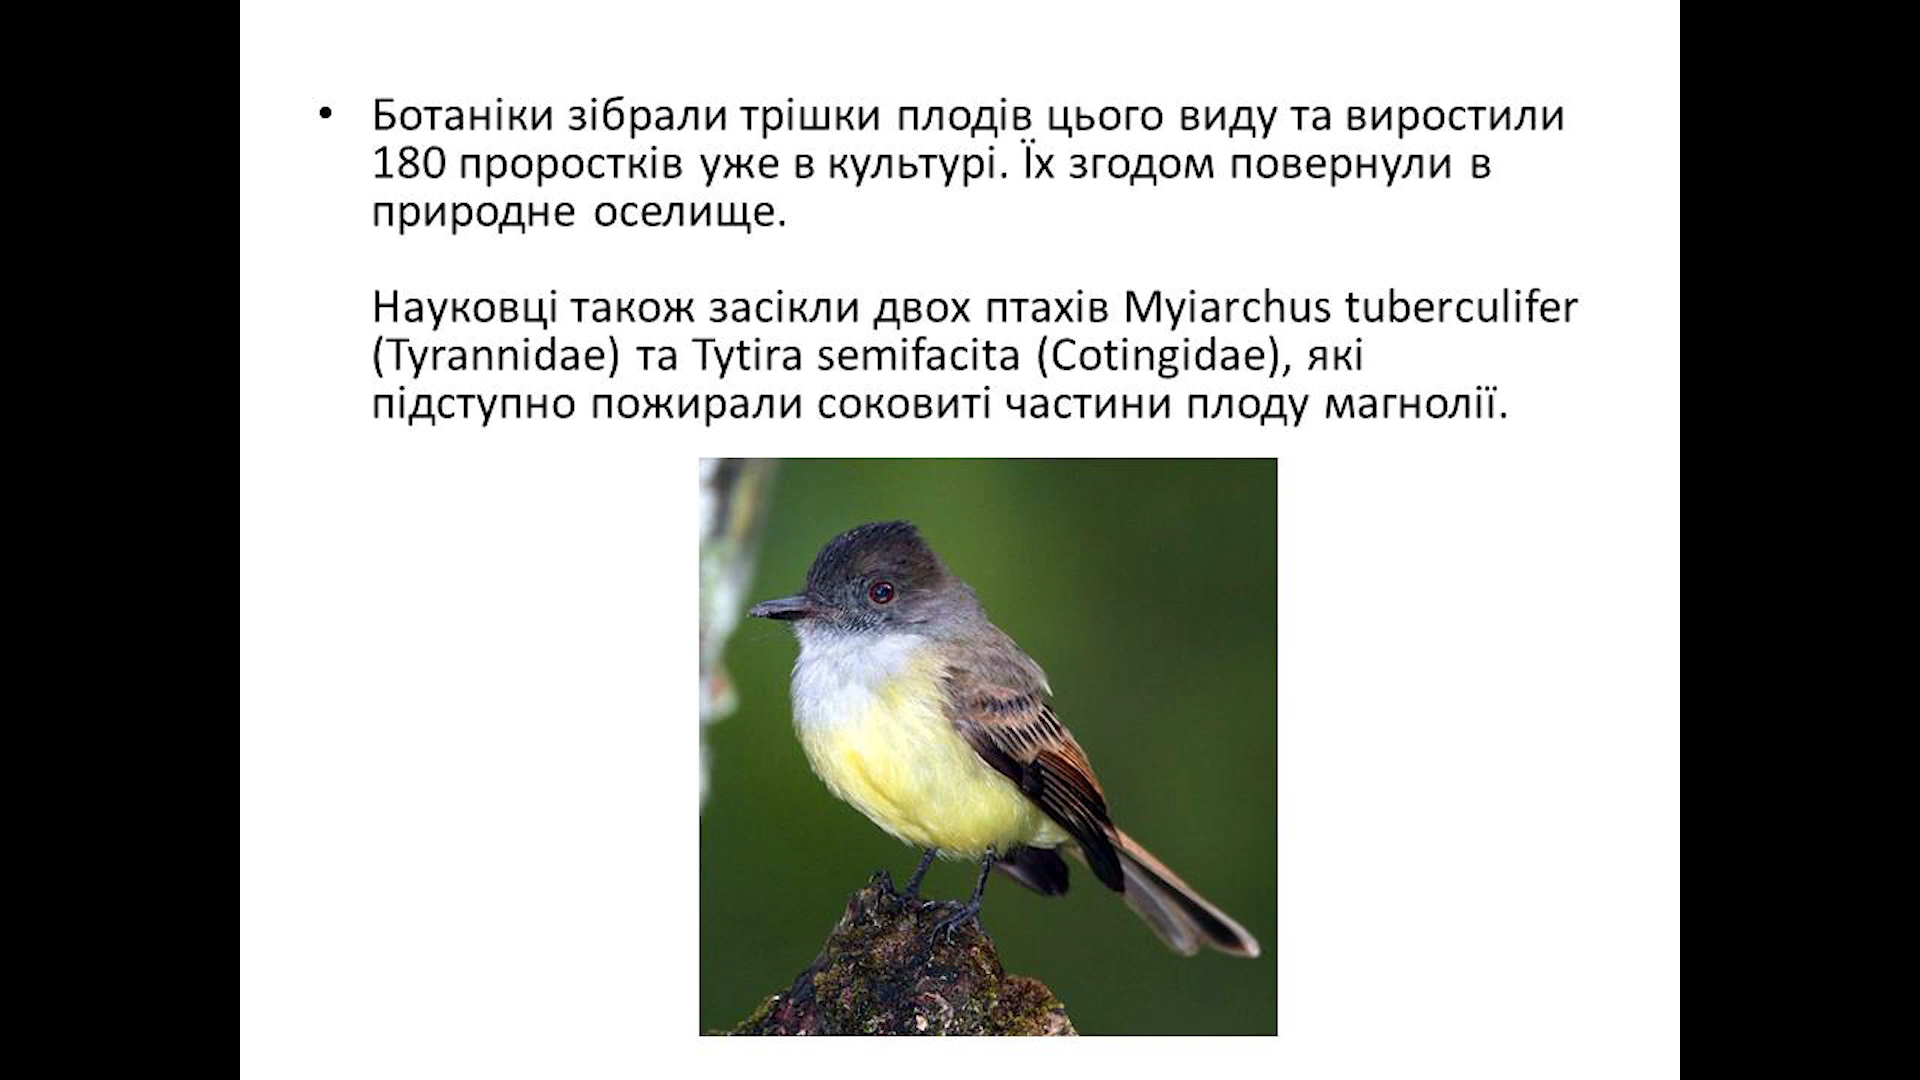 • Ботаніки зібрали трішки плодів цього виду та виростили
180 проростків уже в культурі. Їх згодом повернули в
природне оселище.
Науковці також засікли двох птахів Myiarchus tuberculifer
(Tyrannidae) та Tytira semifacita (Cotingidae), які
підступно пожирали соковиті частини плоду магнолії.